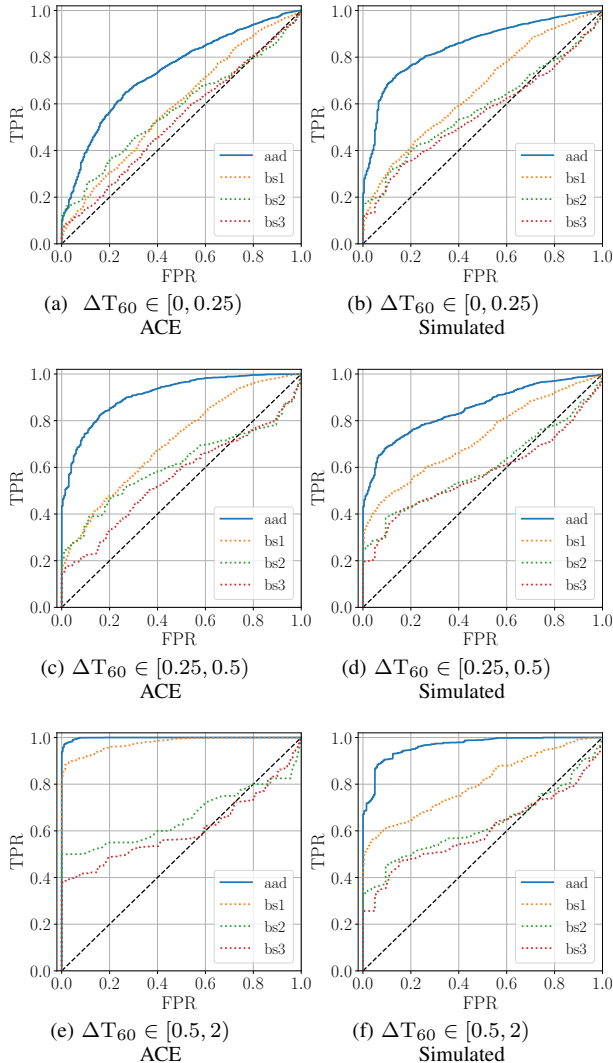 1.0
0.8
0.6
0.4
0.2
0.0
TPR
0.0 0.2 0.4 0.6 0.8 1.0
FPR
aad
bs1
bs2
bs3
(a) ΔT₆₀ ∈ [0, 0.25)
ACE
1.0
0.8
0.6
0.4
0.2
0.0
TPR
0.0 0.2 0.4 0.6 0.8 1.0
FPR
aad
bs1
bs2
bs3
(b) ΔT₆₀ ∈ [0, 0.25)
Simulated
1.0
0.8
0.6
0.4
0.2
0.0
TPR
0.0 0.2 0.4 0.6 0.8 1.0
FPR
aad
bs1
bs2
bs3
(c) ΔT₆₀ ∈ [0.25, 0.5)
ACE
1.0
0.8
0.6
0.4
0.2
0.0
TPR
0.0 0.2 0.4 0.6 0.8 1.0
FPR
aad
bs1
bs2
bs3
(d) ΔT₆₀ ∈ [0.25, 0.5)
Simulated
1.0
0.8
0.6
0.4
0.2
0.0
TPR
0.0 0.2 0.4 0.6 0.8 1.0
FPR
aad
bs1
bs2
bs3
(e) ΔT₆₀ ∈ [0.5, 2)
ACE
1.0
0.8
0.6
0.4
0.2
0.0
TPR
0.0 0.2 0.4 0.6 0.8 1.0
FPR
aad
bs1
bs2
bs3
(f) ΔT₆₀ ∈ [0.5, 2)
Simulated